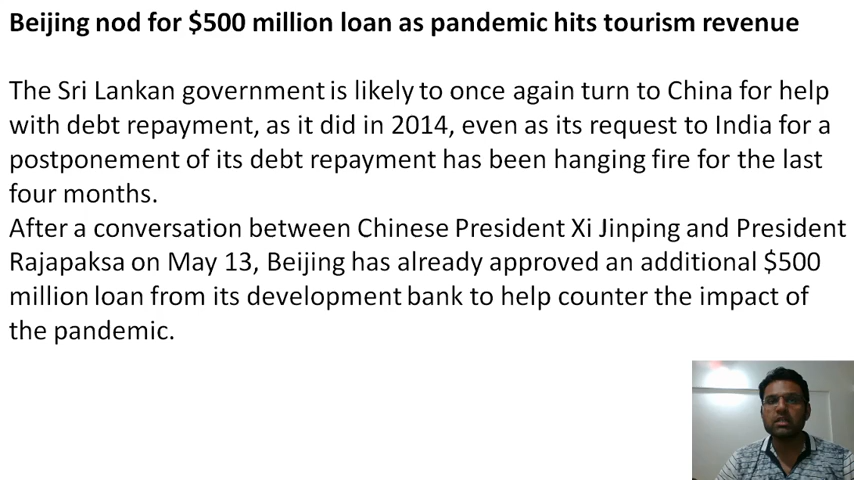 Beijing nod for $500 million loan as pandemic hits tourism revenue
The Sri Lankan government is likely to once again turn to China for help
with debt repayment, as it did in 2014, even as its request to India for a
postponement of its debt repayment has been hanging fire for the last
four months.
After a conversation between Chinese President Xi Jinping and President
Rajapaksa on May 13, Beijing has already approved an additional $500
million loan from its development bank to help counter the impact of
the pandemic.